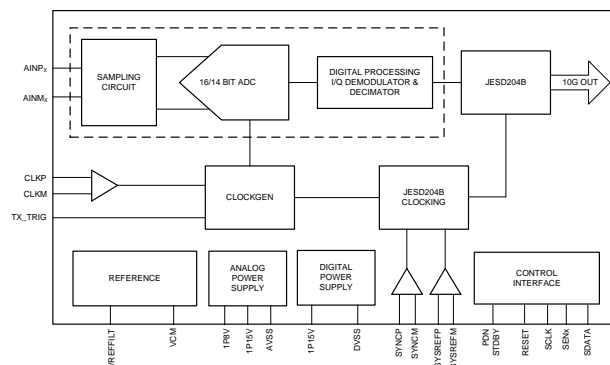 AINPX
AINMX
SAMPLING
CIRCUIT
16/14 BIT ADC
DIGITAL PROCESSING
I/Q DEMODULATOR &
DECIMATOR
JESD204B
10G OUT
CLKP
CLKM
TX_TRIG
CLOCKGEN
JESD204B
CLOCKING
REFERENCE
ANALOG
POWER
SUPPLY
DIGITAL
POWER
SUPPLY
CONTROL
INTERFACE
VREFFILT
VCM
1P8V
1P15V
AVSS
1P15V
DVSS
SYNCP
SYNCM
SYSREFP
SYSREFM
PDN
STDBY
RESET
SCLK
SENx
SDATA